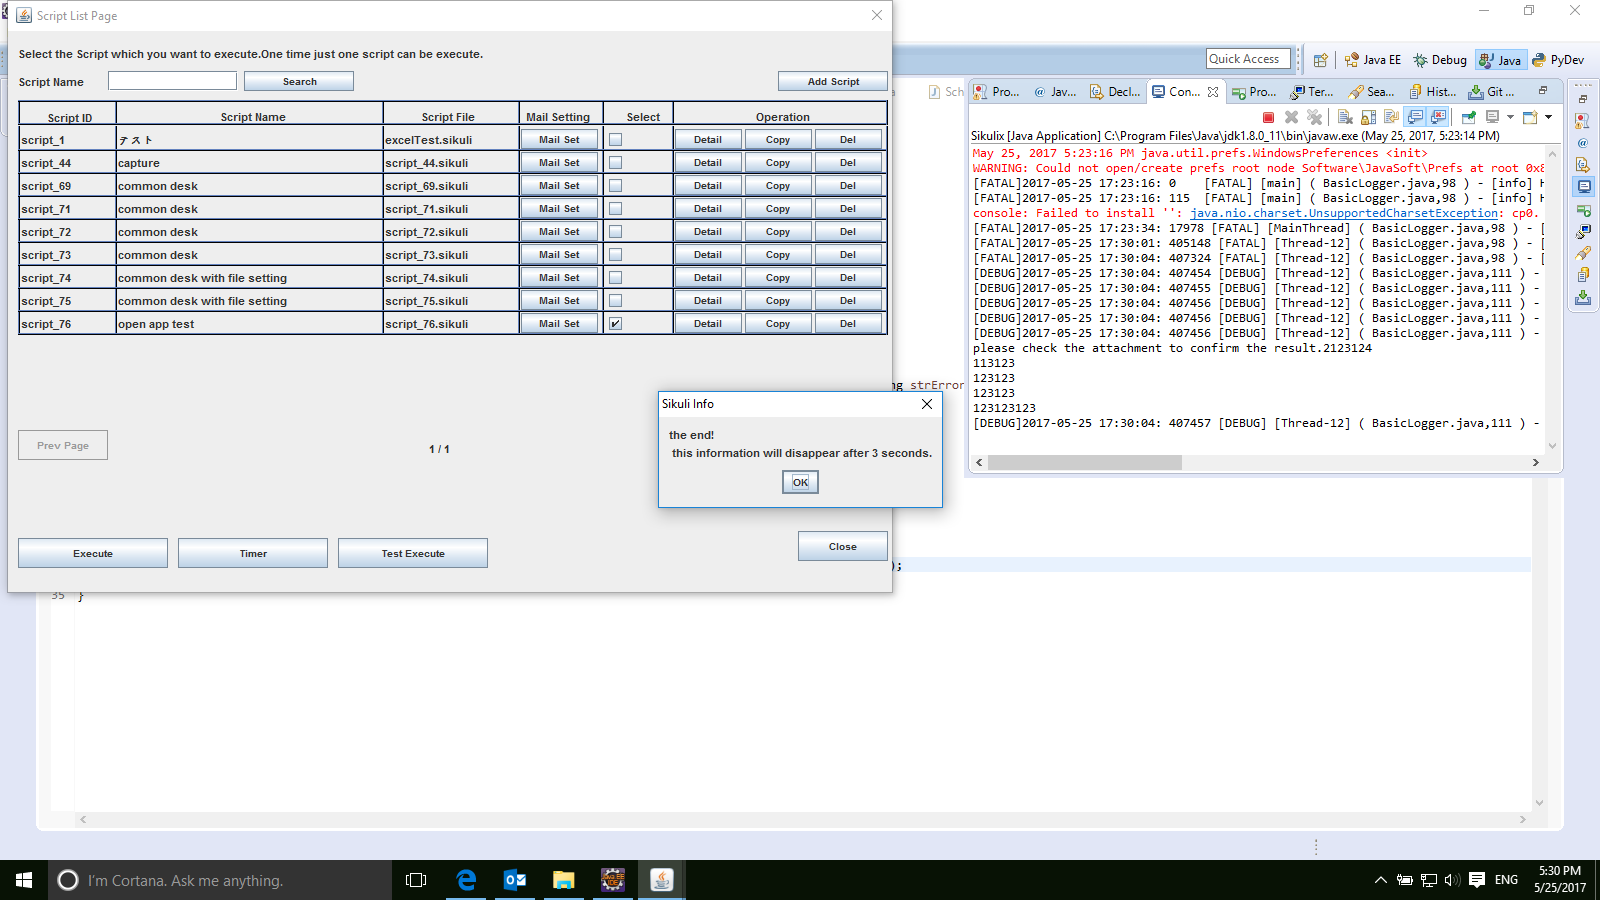 Script List Page
Select the Script which you want to execute.One time just one script can be execute.
Script Name
Search
Add Script
Script ID Script Name Script File Mail Setting Select Operation
script_1 テスト excelTest.sikuli Mail Set Detail Copy Del
script_44 capture script_44.sikuli Mail Set Detail Copy Del
script_69 common desk script_69.sikuli Mail Set Detail Copy Del
script_71 common desk script_71.sikuli Mail Set Detail Copy Del
script_72 common desk script_72.sikuli Mail Set Detail Copy Del
script_73 common desk script_73.sikuli Mail Set Detail Copy Del
script_74 common desk with file setting script_74.sikuli Mail Set Detail Copy Del
script_75 common desk with file setting script_75.sikuli Mail Set Detail Copy Del
script_76 open app test script_76.sikuli Mail Set Detail Copy Del
Prev Page
1 / 1
Execute
Timer
Test Execute
Close
Sikuli Info
the end!
this information will disappear after 3 seconds.
OK
Quick Access
Java EE
Debug
Java
PyDev
Sch
Pro...
@ Jav...
Decl...
Con...
Pro...
Ter...
Sea...
Hist...
Git ...
Sikulix [Java Application] C:\Program Files\Java\jdk1.8.0_11\bin\javaw.exe (May 25, 2017, 5:23:14 PM)
May 25, 2017 5:23:16 PM java.util.prefs.WindowsPreferences <init>
WARNING: Could not open/create prefs root node Software\JavaSoft\Prefs at root 0x8
[FATAL]2017-05-25 17:23:16: 0 [FATAL] [main] ( BasicLogger.java,98 ) - [info] H
[FATAL]2017-05-25 17:23:16: 115 [FATAL] [main] ( BasicLogger.java,98 ) - [info] H
console: Failed to install '': java.nio.charset.UnsupportedCharsetException: cp0.
[FATAL]2017-05-25 17:23:34: 17978 [FATAL] [MainThread] ( BasicLogger.java,98 ) - [
[FATAL]2017-05-25 17:30:01: 405148 [FATAL] [Thread-12] ( BasicLogger.java,98 ) - [
[FATAL]2017-05-25 17:30:04: 407324 [FATAL] [Thread-12] ( BasicLogger.java,98 ) - [
[DEBUG]2017-05-25 17:30:04: 407454 [DEBUG] [Thread-12] ( BasicLogger.java,111 ) -
[DEBUG]2017-05-25 17:30:04: 407455 [DEBUG] [Thread-12] ( BasicLogger.java,111 ) -
[DEBUG]2017-05-25 17:30:04: 407456 [DEBUG] [Thread-12] ( BasicLogger.java,111 ) -
[DEBUG]2017-05-25 17:30:04: 407456 [DEBUG] [Thread-12] ( BasicLogger.java,111 ) -
[DEBUG]2017-05-25 17:30:04: 407456 [DEBUG] [Thread-12] ( BasicLogger.java,111 ) -
please check the attachment to confirm the result.2123124
113123
123123
123123
123123123
[DEBUG]2017-05-25 17:30:04: 407457 [DEBUG] [Thread-12] ( BasicLogger.java,111 ) -
ng strError
);
35 }
I'm Cortana. Ask me anything.
ENG
5:30 PM
5/25/2017